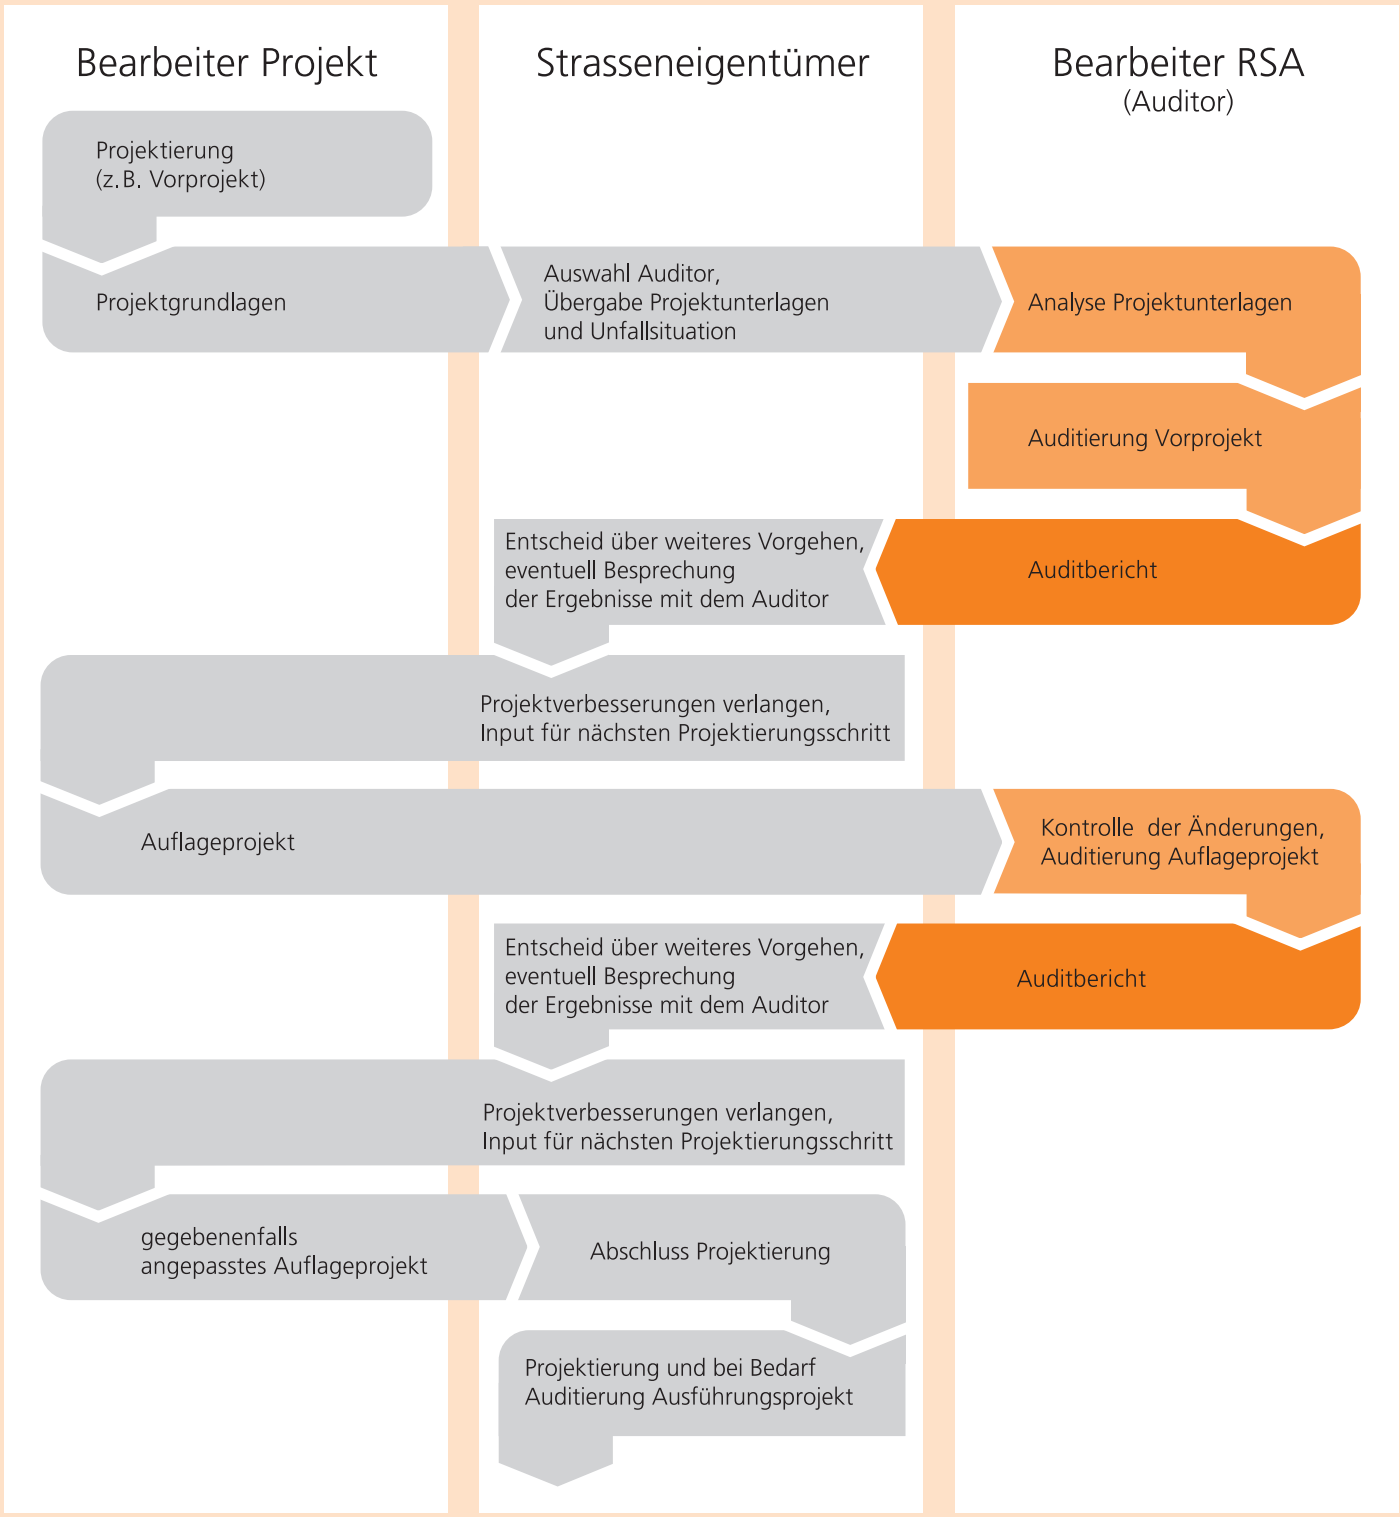 Bearbeiter Projekt
Strasseneigentümer
Bearbeiter RSA
(Auditor)
Projektierung
(z.B. Vorprojekt)
Projektgrundlagen
Auswahl Auditor,
Übergabe Projektunterlagen
und Unfallsituation
Analyse Projektunterlagen
Auditierung Vorprojekt
Entscheid über weiteres Vorgehen,
eventuell Besprechung
der Ergebnisse mit dem Auditor
Auditbericht
Projektverbesserungen verlangen,
Input für nächsten Projektierungsschritt
Auflageprojekt
Kontrolle der Änderungen,
Auditierung Auflageprojekt
Entscheid über weiteres Vorgehen,
eventuell Besprechung
der Ergebnisse mit dem Auditor
Auditbericht
Projektverbesserungen verlangen,
Input für nächsten Projektierungsschritt
gegebenenfalls
angepasstes Auflageprojekt
Abschluss Projektierung
Projektierung und bei Bedarf
Auditierung Ausführungsprojekt